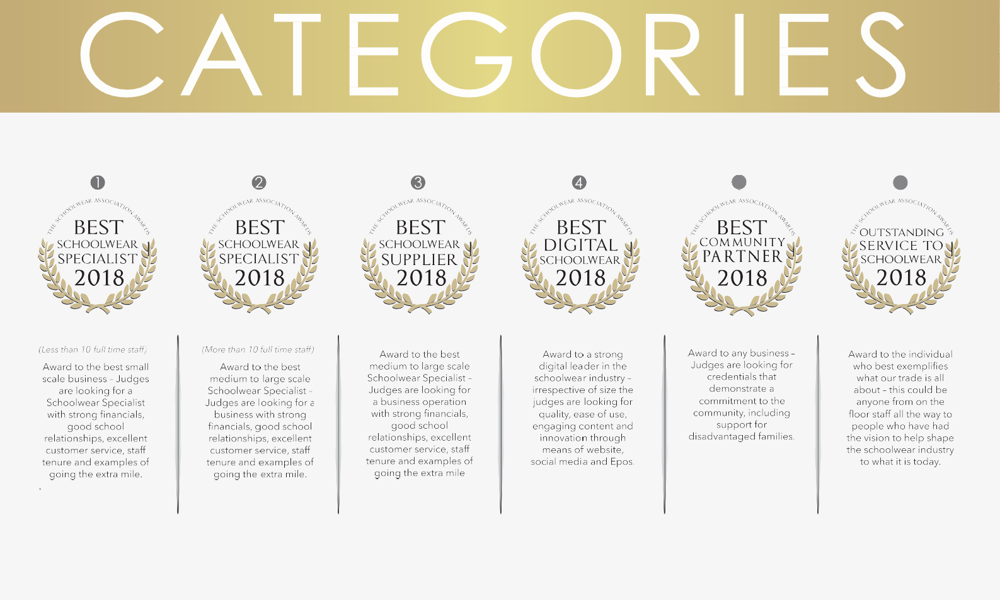 CATEGORIES
1
THE SCHOOLWEAR ASSOCIATION AWARDS
BEST
SCHOOLWEAR
SPECIALIST
2018
(Less than 10 full time staff)
Award to the best small
scale business – Judges
are looking for a
Schoolwear Specialist
with strong financials,
good school
relationships, excellent
customer service, staff
tenure and examples of
going the extra mile.
.
2
THE SCHOOLWEAR ASSOCIATION AWARDS
BEST
SCHOOLWEAR
SPECIALIST
2018
(More than 10 full time staff)
Award to the best
medium to large scale
Schoolwear Specialist –
Judges are looking for a
business with strong
financials, good school
relationships, excellent
customer service, staff
tenure and examples of
going the extra mile.
3
THE SCHOOLWEAR ASSOCIATION AWARDS
BEST
SCHOOLWEAR
SUPPLIER
2018
Award to the best
medium to large scale
Schoolwear Specialist –
Judges are looking for
a business operation
with strong financials,
good school
relationships, excellent
customer service, staff
tenure and examples of
going the extra mile
4
THE SCHOOLWEAR ASSOCIATION AWARDS
BEST
DIGITAL
SCHOOLWEAR
2018
Award to a strong
digital leader in the
schoolwear industry –
irrespective of size the
judges are looking for
quality, ease of use,
engaging content and
innovation through
means of website,
social media and Epos.
THE SCHOOLWEAR ASSOCIATION AWARDS
BEST
COMMUNITY
PARTNER
2018
Award to any business –
Judges are looking for
credentials that
demonstrate a
commitment to the
community, including
support for
disadvantaged families.
THE SCHOOLWEAR ASSOCIATION AWARDS
OUTSTANDING
SERVICE TO
SCHOOLWEAR
2018
Award to the individual
who best exemplifies
what our trade is all
about – this could be
anyone from on the
floor staff all the way to
people who have had
the vision to help shape
the schoolwear industry
to what it is today.